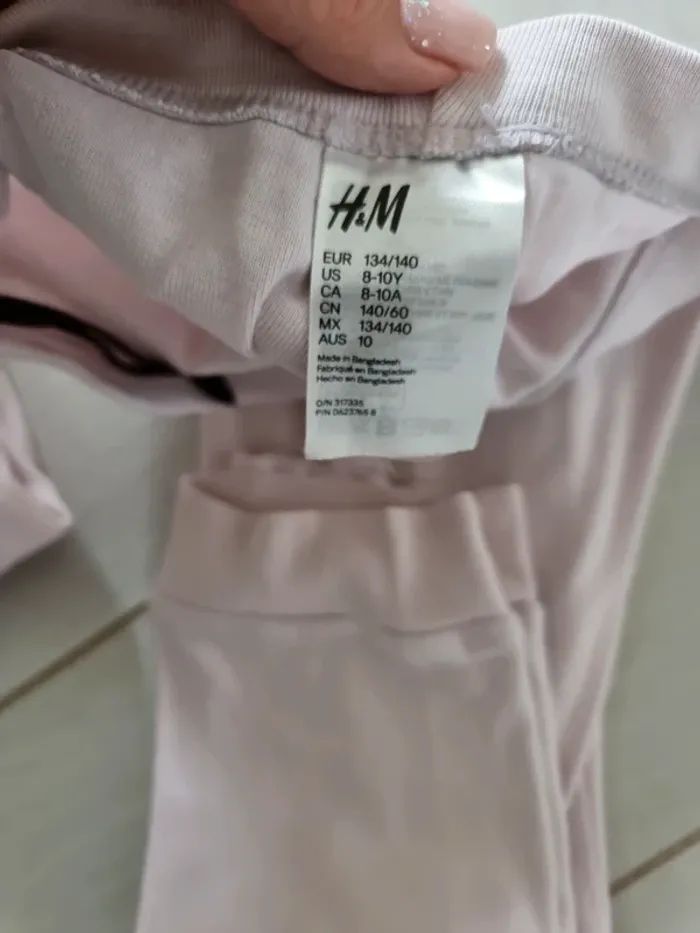 H&M
EUR 134/140
US 8-10Y
CA 8-10A
CN 140/60
MX 134/140
AUS 10
Made in Bangladesh
Fabriqué en Bangladesh
Hecho en Bangladesh
O/N 317335